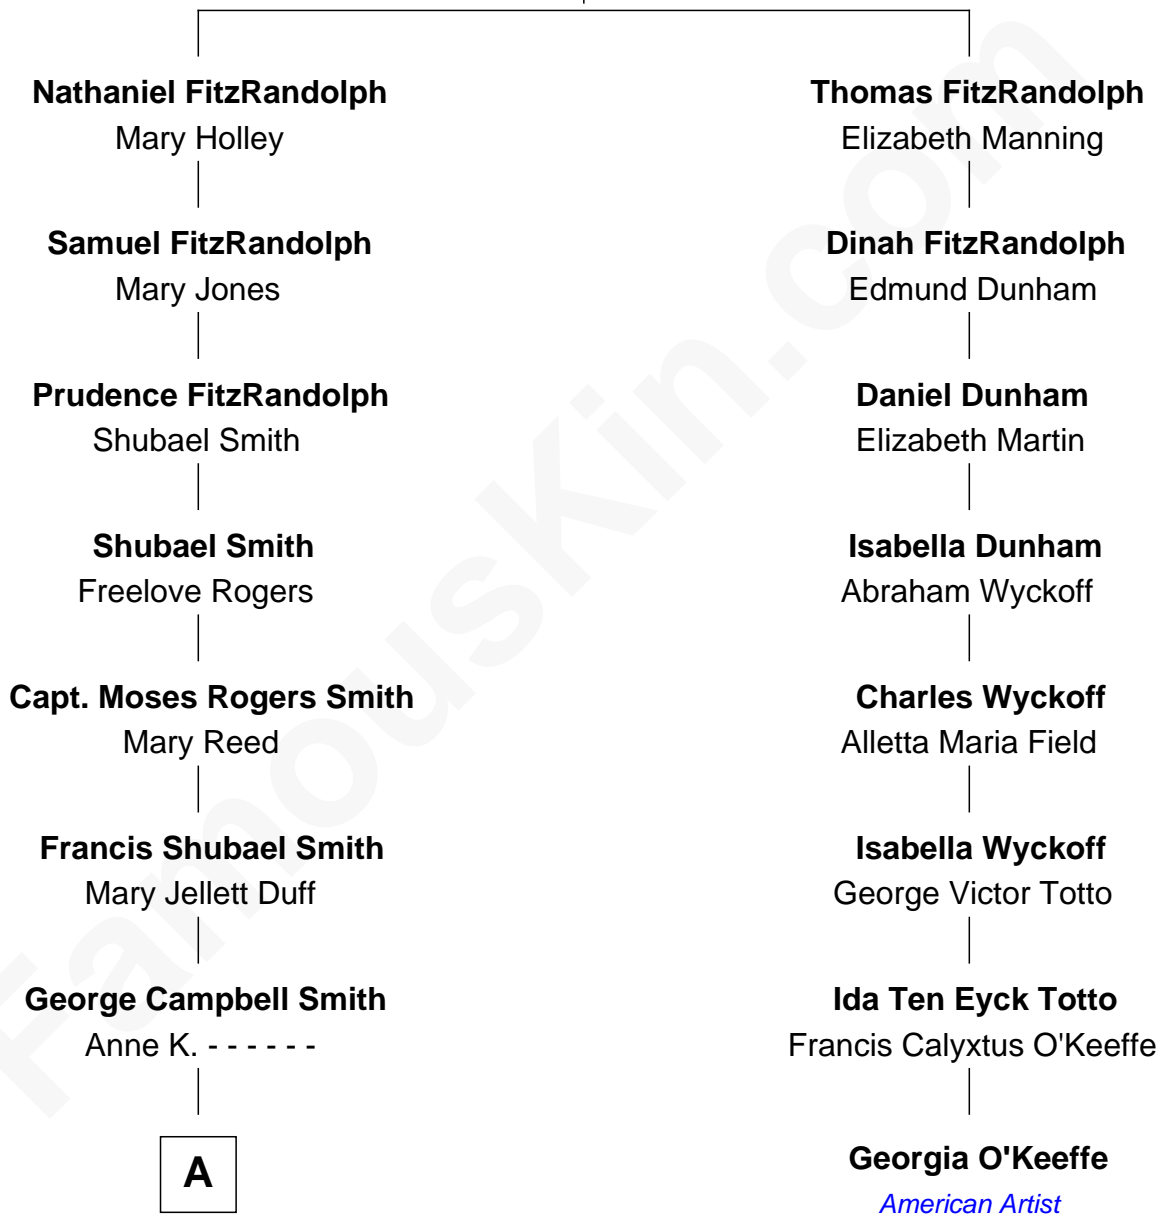 Nathaniel FitzRandolph
Mary Holley
Samuel FitzRandolph
Mary Jones
Prudence FitzRandolph
Shubael Smith
Shubael Smith
Freelove Rogers
Capt. Moses Rogers Smith
Mary Reed
Francis Shubael Smith
Mary Jellett Duff
George Campbell Smith
Anne K. - - - - - -
A
Thomas FitzRandolph
Elizabeth Manning
Dinah FitzRandolph
Edmund Dunham
Daniel Dunham
Elizabeth Martin
Isabella Dunham
Abraham Wyckoff
Charles Wyckoff
Alletta Maria Field
Isabella Wyckoff
George Victor Totto
Ida Ten Eyck Totto
Francis Calyxtus O'Keeffe
Georgia O'Keeffe
American Artist
FamousKin.com